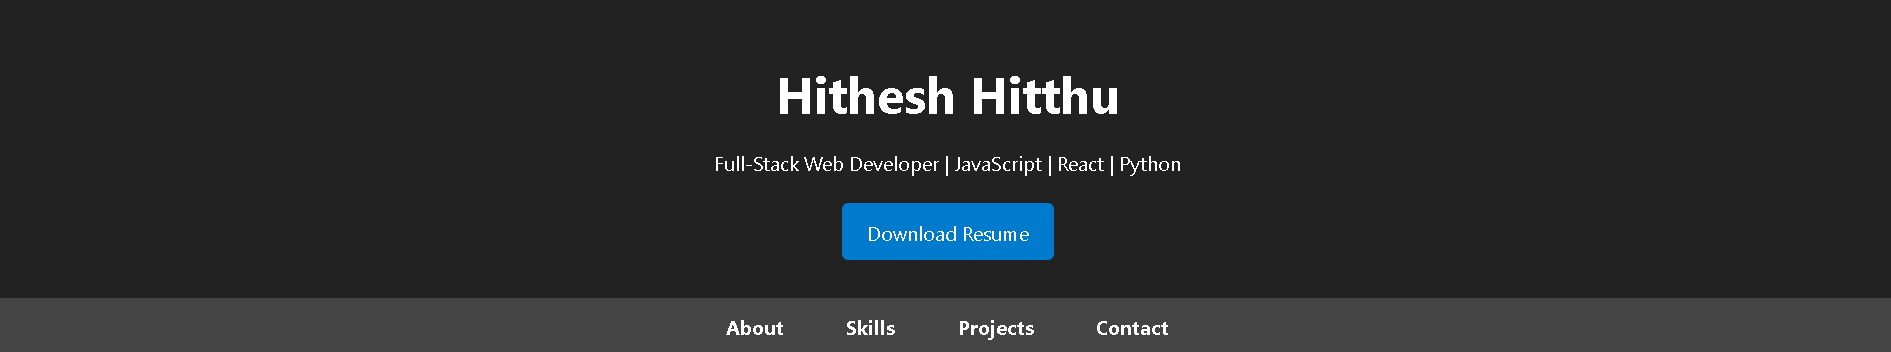 Hithesh Hitthu
Full-Stack Web Developer | JavaScript | React | Python
Download Resume
About Skills Projects Contact